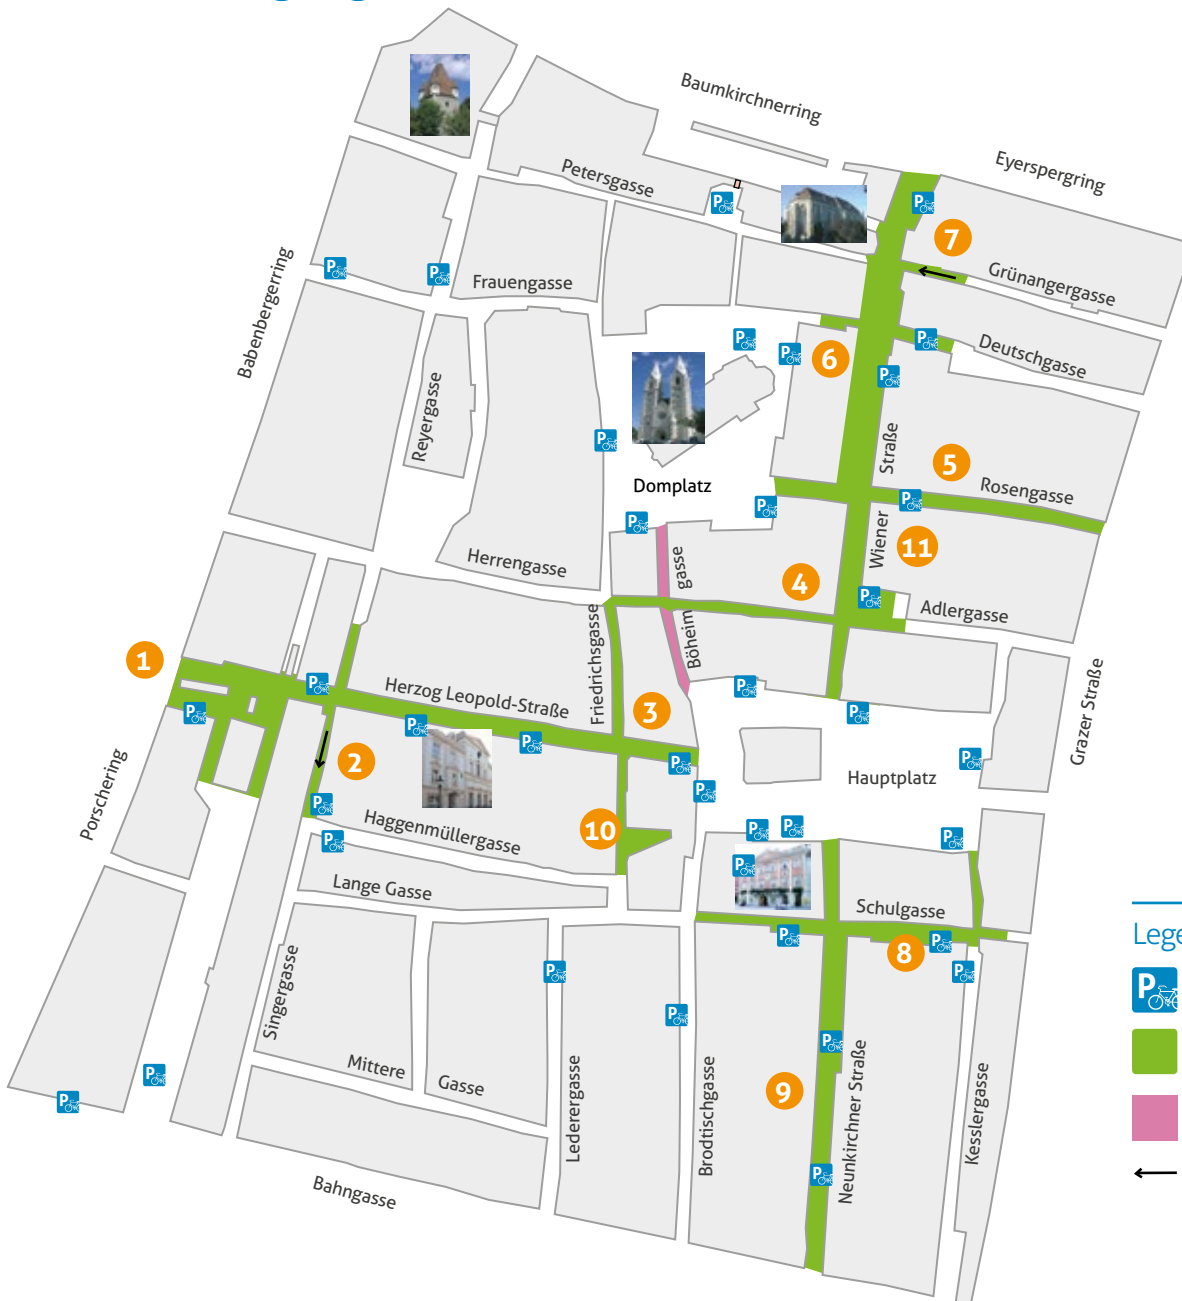 Baumkirchnerring
Eyerspergring
Petersgasse
7
Grünangergasse
Frauengasse
Babenbergerring
Deutschgasse
6
Reyergasse
Straße
5
Rosengasse
Domplatz
Wiener
11
Herrengasse
gasse
4
Adlergasse
Friedrichsgasse
Böheim
1
Herzog Leopold-Straße
3
Grazer Straße
2
Hauptplatz
Porschering
Haggenmüllergasse
10
Lange Gasse
Schulgasse
8
Lege
P
Singergasse
Mittere
Gasse
9
Lederergasse
Brodtischgasse
Neunkirchner Straße
Kesslergasse
Bahngasse